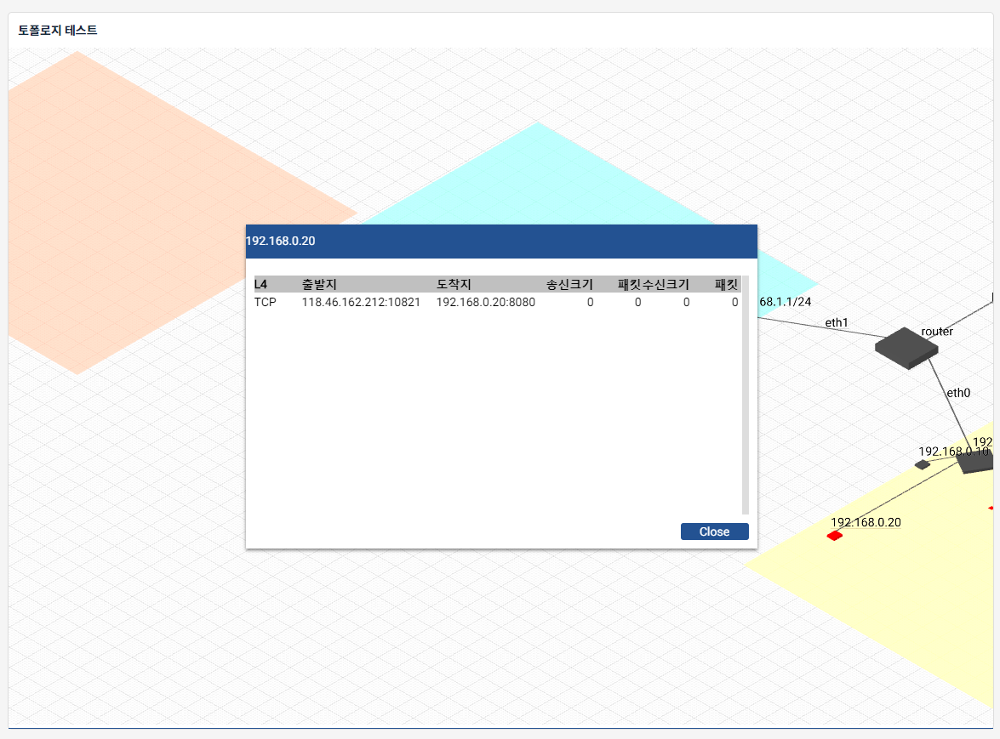 토폴로지 테스트
192.168.0.20
L4 출발지 도착지 송신크기 패킷 수신크기 패킷
TCP 118.46.162.212:10821 192.168.0.20:8080 0 0 0 0
Close
68.1.1/24
eth1
router
eth0
192
192.168.0.10
192.168.0.20